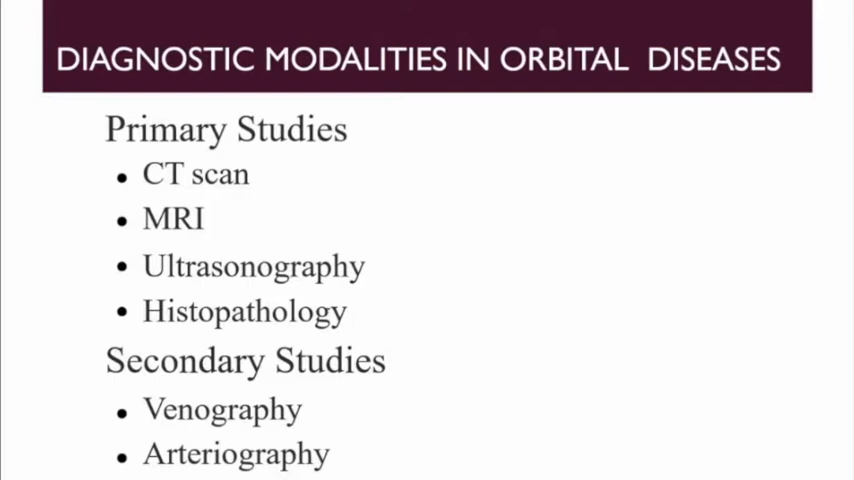 DIAGNOSTIC MODALITIES IN ORBITAL DISEASES
Primary Studies
• CT scan
• MRI
• Ultrasonography
• Histopathology
Secondary Studies
• Venography
• Arteriography